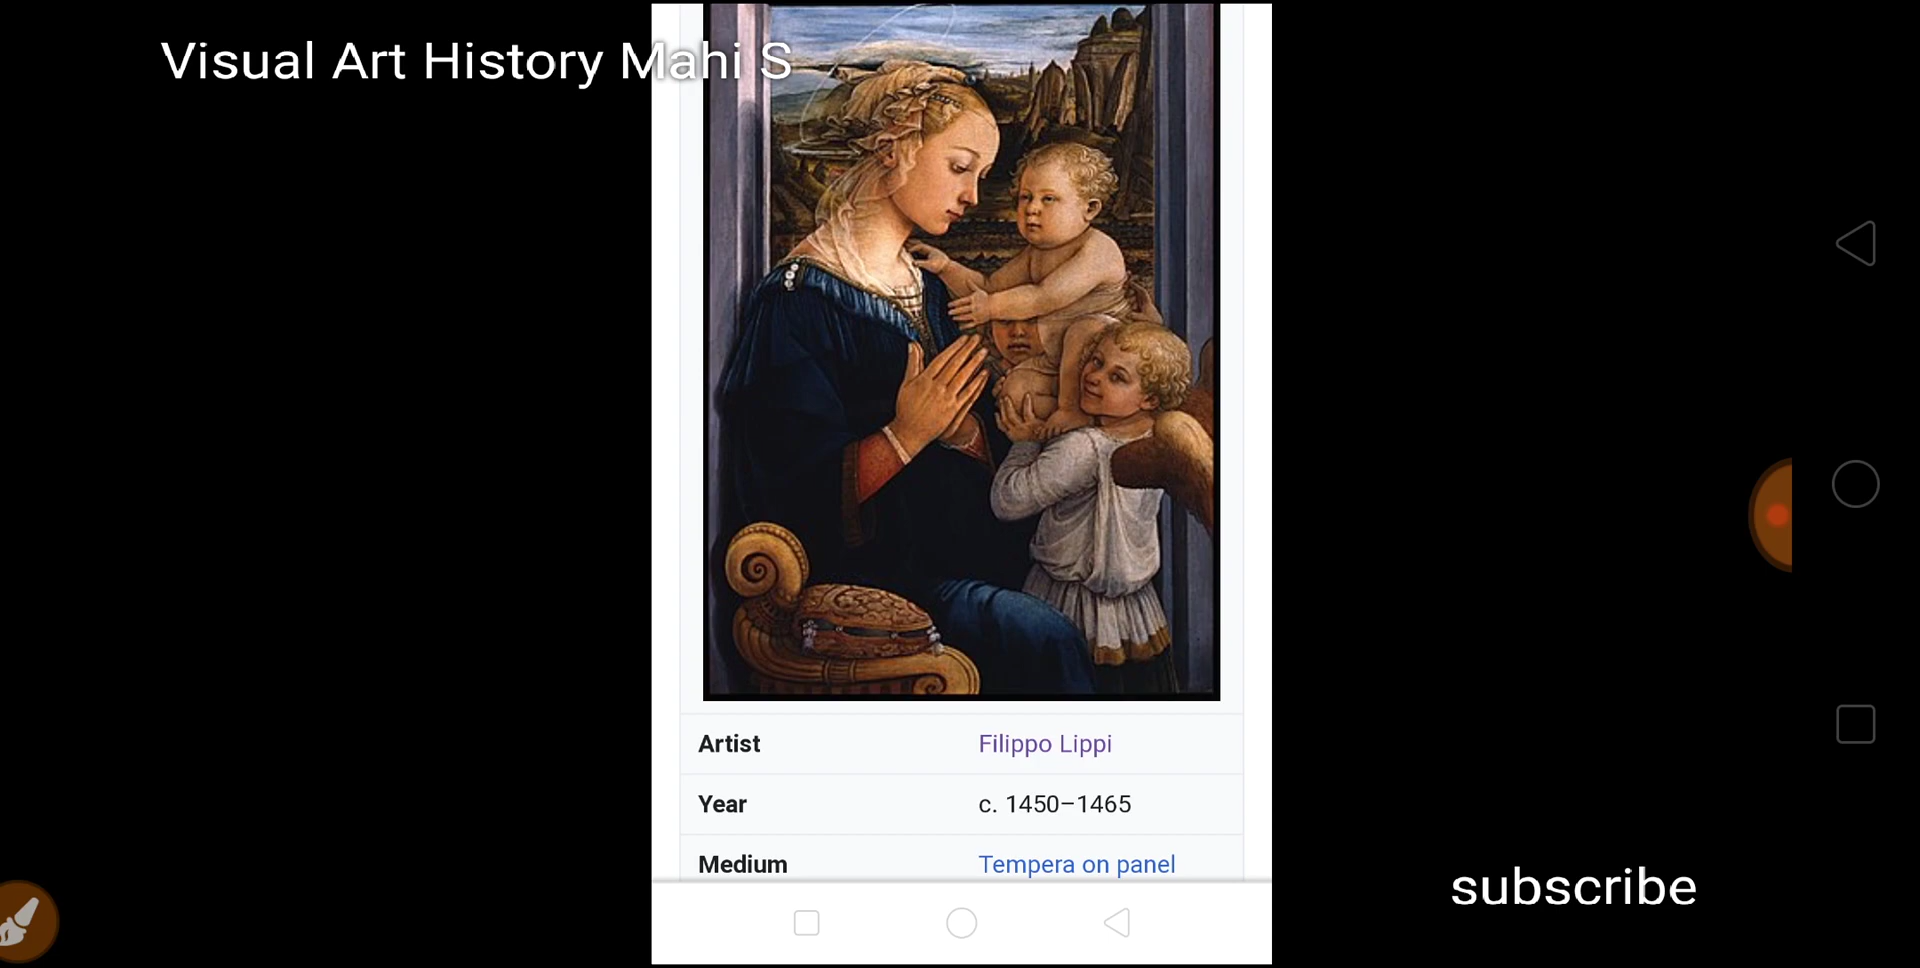 Visual Art History Mahi S
Artist Filippo Lippi
Year c. 1450–1465
Medium Tempera on panel
subscribe